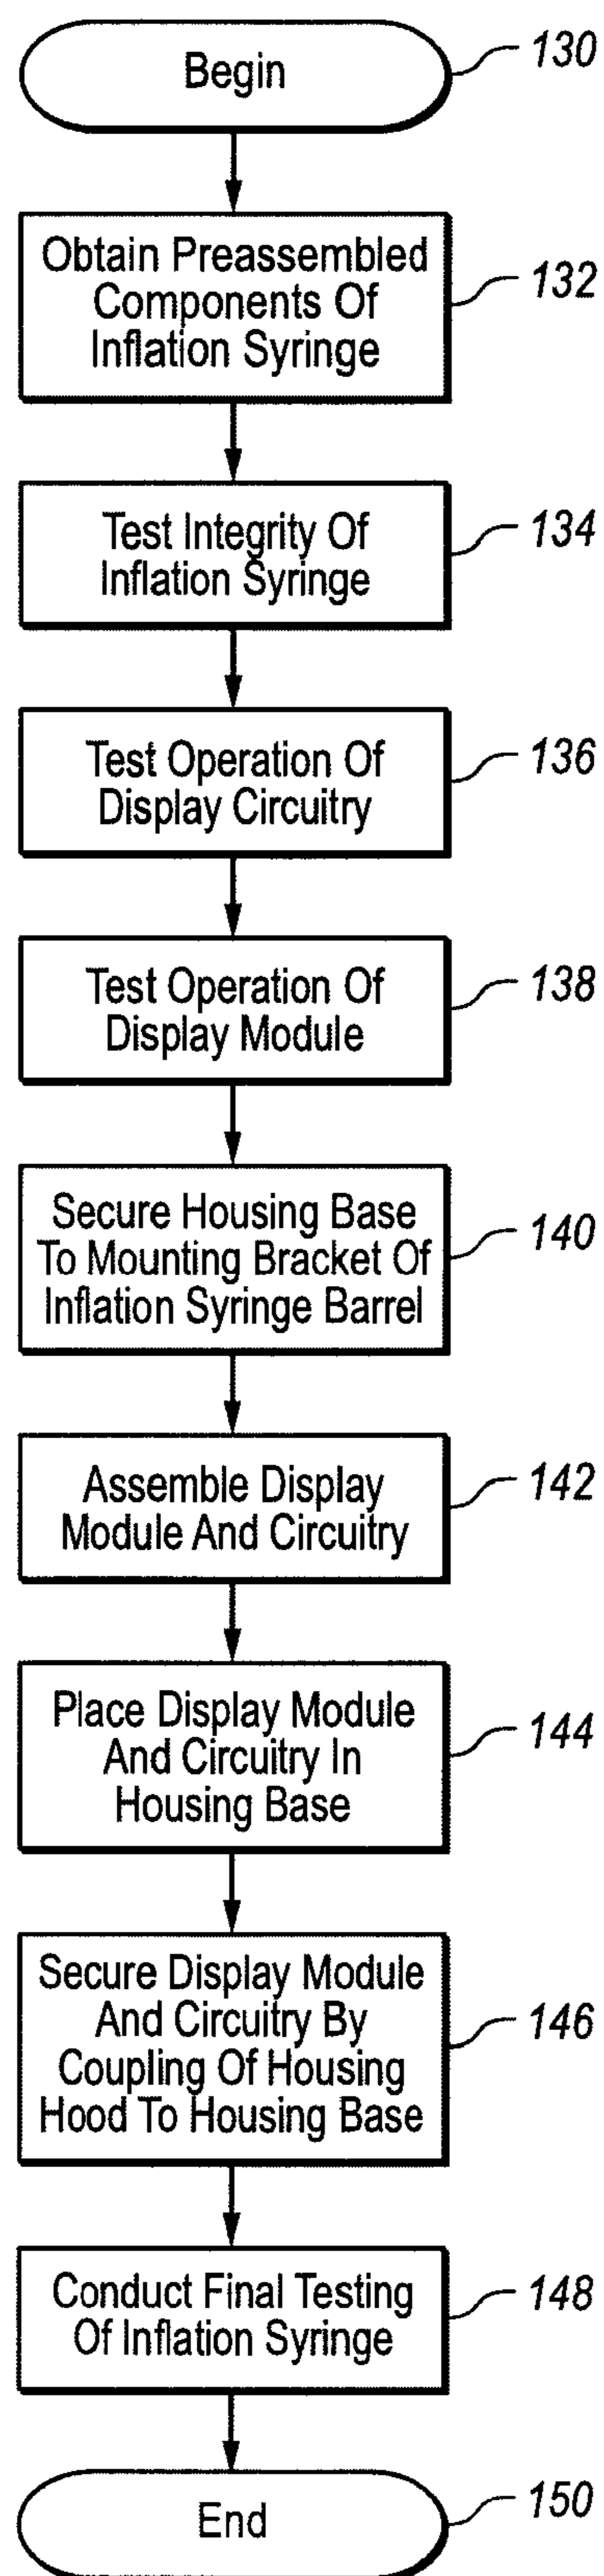 Begin
130
Obtain Preassembled
Components Of
Inflation Syringe
132
Test Integrity Of
Inflation Syringe
134
Test Operation Of
Display Circuitry
136
Test Operation Of
Display Module
138
Secure Housing Base
To Mounting Bracket Of
Inflation Syringe Barrel
140
Assemble Display
Module And Circuitry
142
Place Display Module
And Circuitry In
Housing Base
144
Secure Display Module
And Circuitry By
Coupling Of Housing
Hood To Housing Base
146
Conduct Final Testing
Of Inflation Syringe
148
End
150